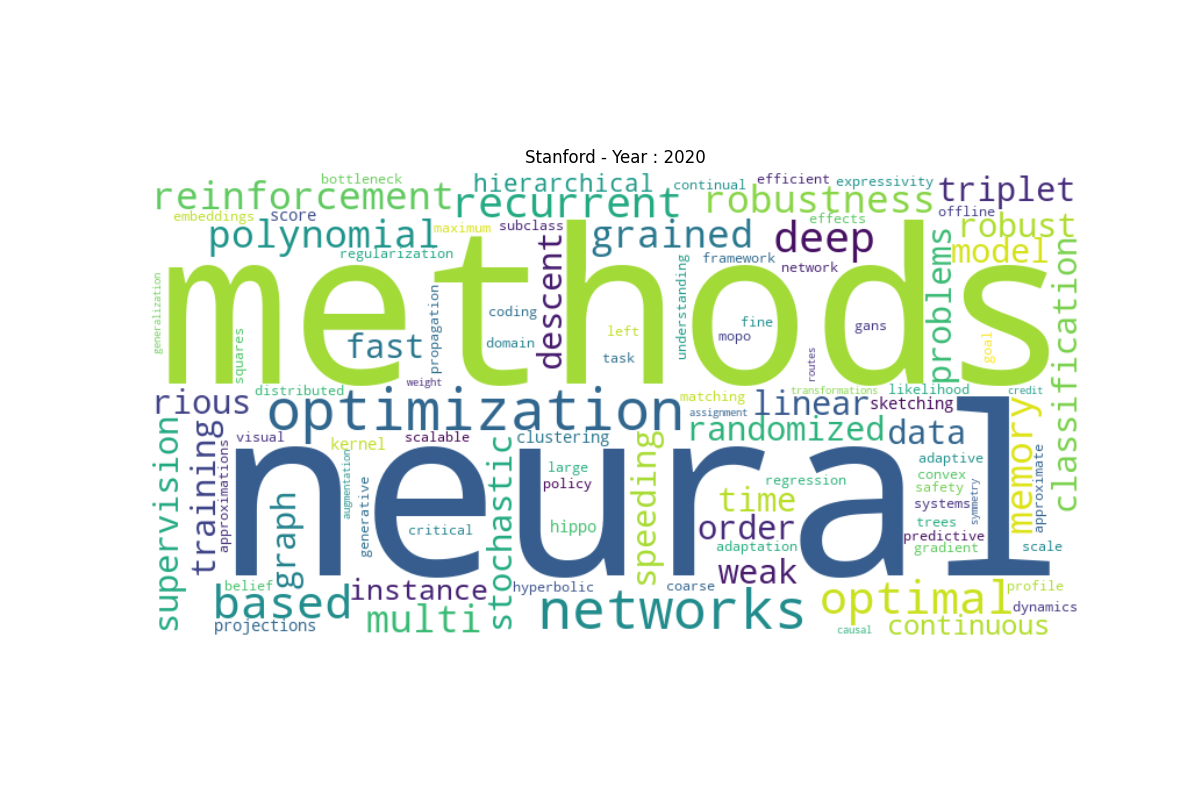 Stanford - Year : 2020
bottleneck
hierarchical
continual
efficient
expressivity
triplet
reinforcement
recurrent
robustness
embeddings
score
subclass
effects
offline
robust
polynomial
maximum
grained
deep
model
regularization
descent
framework
network
problems
classification
methods
generalization
propagation
understanding
coding
left
fine
gans
squares
fast
domain
task
mopo
routes
goal
weight
distributed
transformations
likelihood
credit
rious
optimization
matching
assignment
linear
sketching
randomized
data
memory
supervision
training
approximations
visual
kernel
scalable
clustering
neural
augmentation
generative
stochastic
large
policy
speeding
regression
adaptive
convex
safety
systems
symmetry
approximate
graph
critical
hippo
time
order
trees
predictive
adaptation
gradient
scale
weak
belief
based
instance
hyperbolic
coarse
optimal
profile
multi
networks
dynamics
projections
causal
continuous